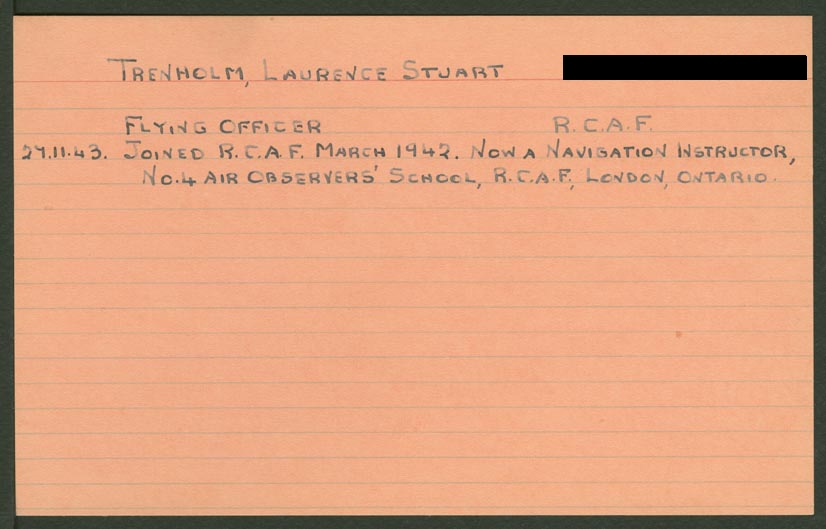 Trenholm, Laurence Stuart
Flying Officer R.C.A.F.
29.11.43. Joined R.C.A.F. March 1942. Now a Navigation Instructor,
No.4 Air Observers' School, R.C.A.F., London, Ontario.